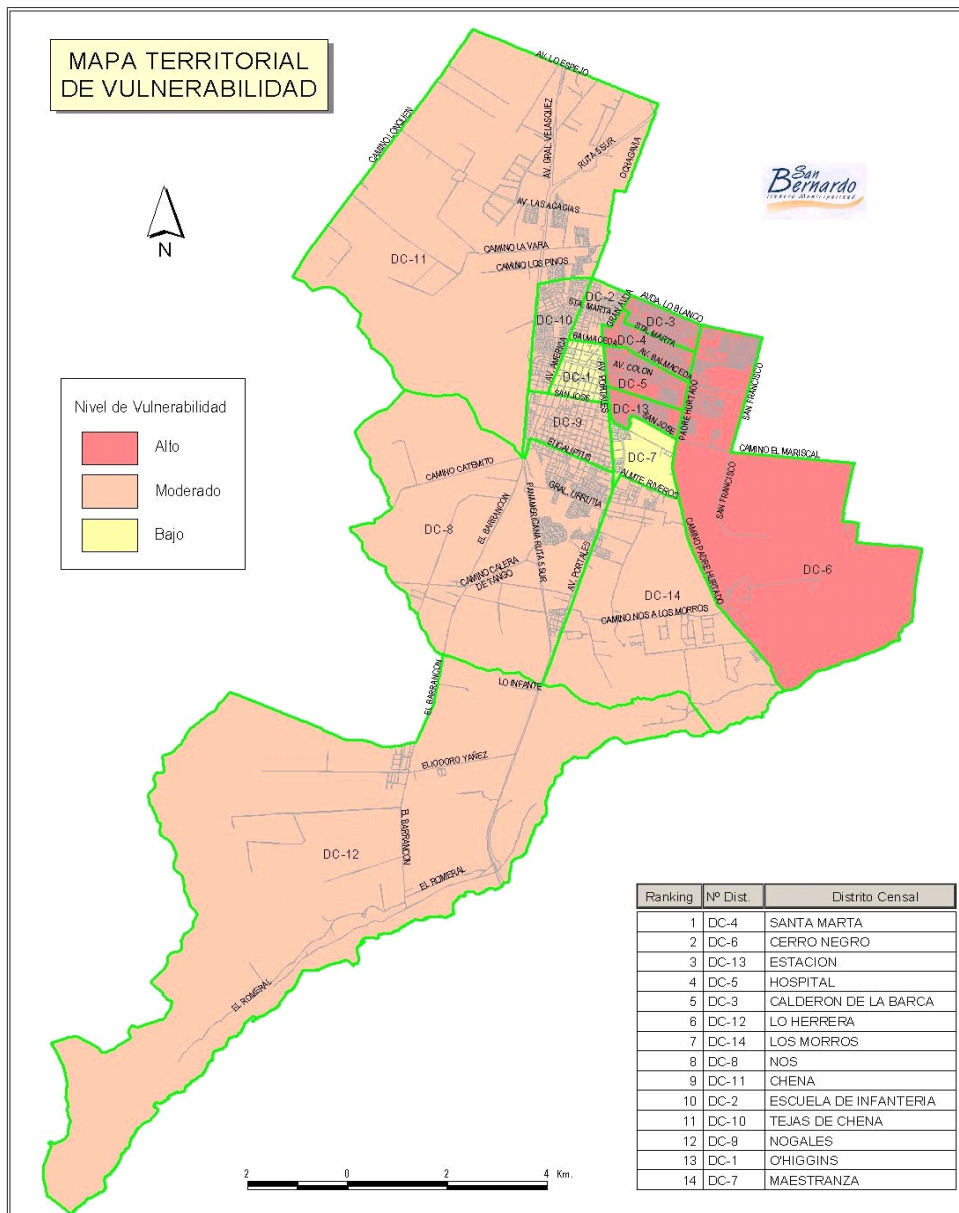 MAPA TERRITORIAL
DE VULNERABILIDAD
San
Bernardo
Ilustre Municipalidad
N
AV. LO ESPEJO
CAMINO LONQUEN
AV. GRAL VELASQUEZ
RUTA 5 SUR
OCHAGAVIA
AV. LAS ACACIAS
CAMINO LA VARA
CAMINO LOS PINOS
DC-11
DC-2
STA. MARTA
GRAN AVDA
AVDA. LO BLANCO
DC-3
STA. MARTA
DC-10
BALMACEDA
DC-4
AV. BALMACEDA
AV. AMERICA
DC-1
AV. PORTALES
AV. COLON
DC-5
PADRE HURTADO
SAN FRANCISCO
SAN JOSE
DC-13
SAN JOSE
DC-9
EUCALIPTUS
DC-7
ALMTE. RIVEROS
CAMINO EL MARISCAL
SAN FRANCISCO
Nivel de Vulnerabilidad
Alto
Moderado
Bajo
CAMINO CATEMITO
GRAL. URRUTIA
DC-8
EL BARRANCON
PANAMERICANA RUTA 5 SUR
AV. PORTALES
CAMINO CALERA
DE TANGO
CAMINO PADRE HURTADO
DC-6
DC-14
CAMINO NOS A LOS MORROS
EL BARRANCON
LO INFANTE
ELIODORO YAÑEZ
EL BARRANCON
DC-12
EL ROMERAL
EL ROMERAL
Ranking Nº Dist. Distrito Censal
1 DC-4 SANTA MARTA
2 DC-6 CERRO NEGRO
3 DC-13 ESTACION
4 DC-5 HOSPITAL
5 DC-3 CALDERON DE LA BARCA
6 DC-12 LO HERRERA
7 DC-14 LOS MORROS
8 DC-8 NOS
9 DC-11 CHENA
10 DC-2 ESCUELA DE INFANTERIA
11 DC-10 TEJAS DE CHENA
12 DC-9 NOGALES
13 DC-1 O'HIGGINS
14 DC-7 MAESTRANZA
2 0 2 4 Km.